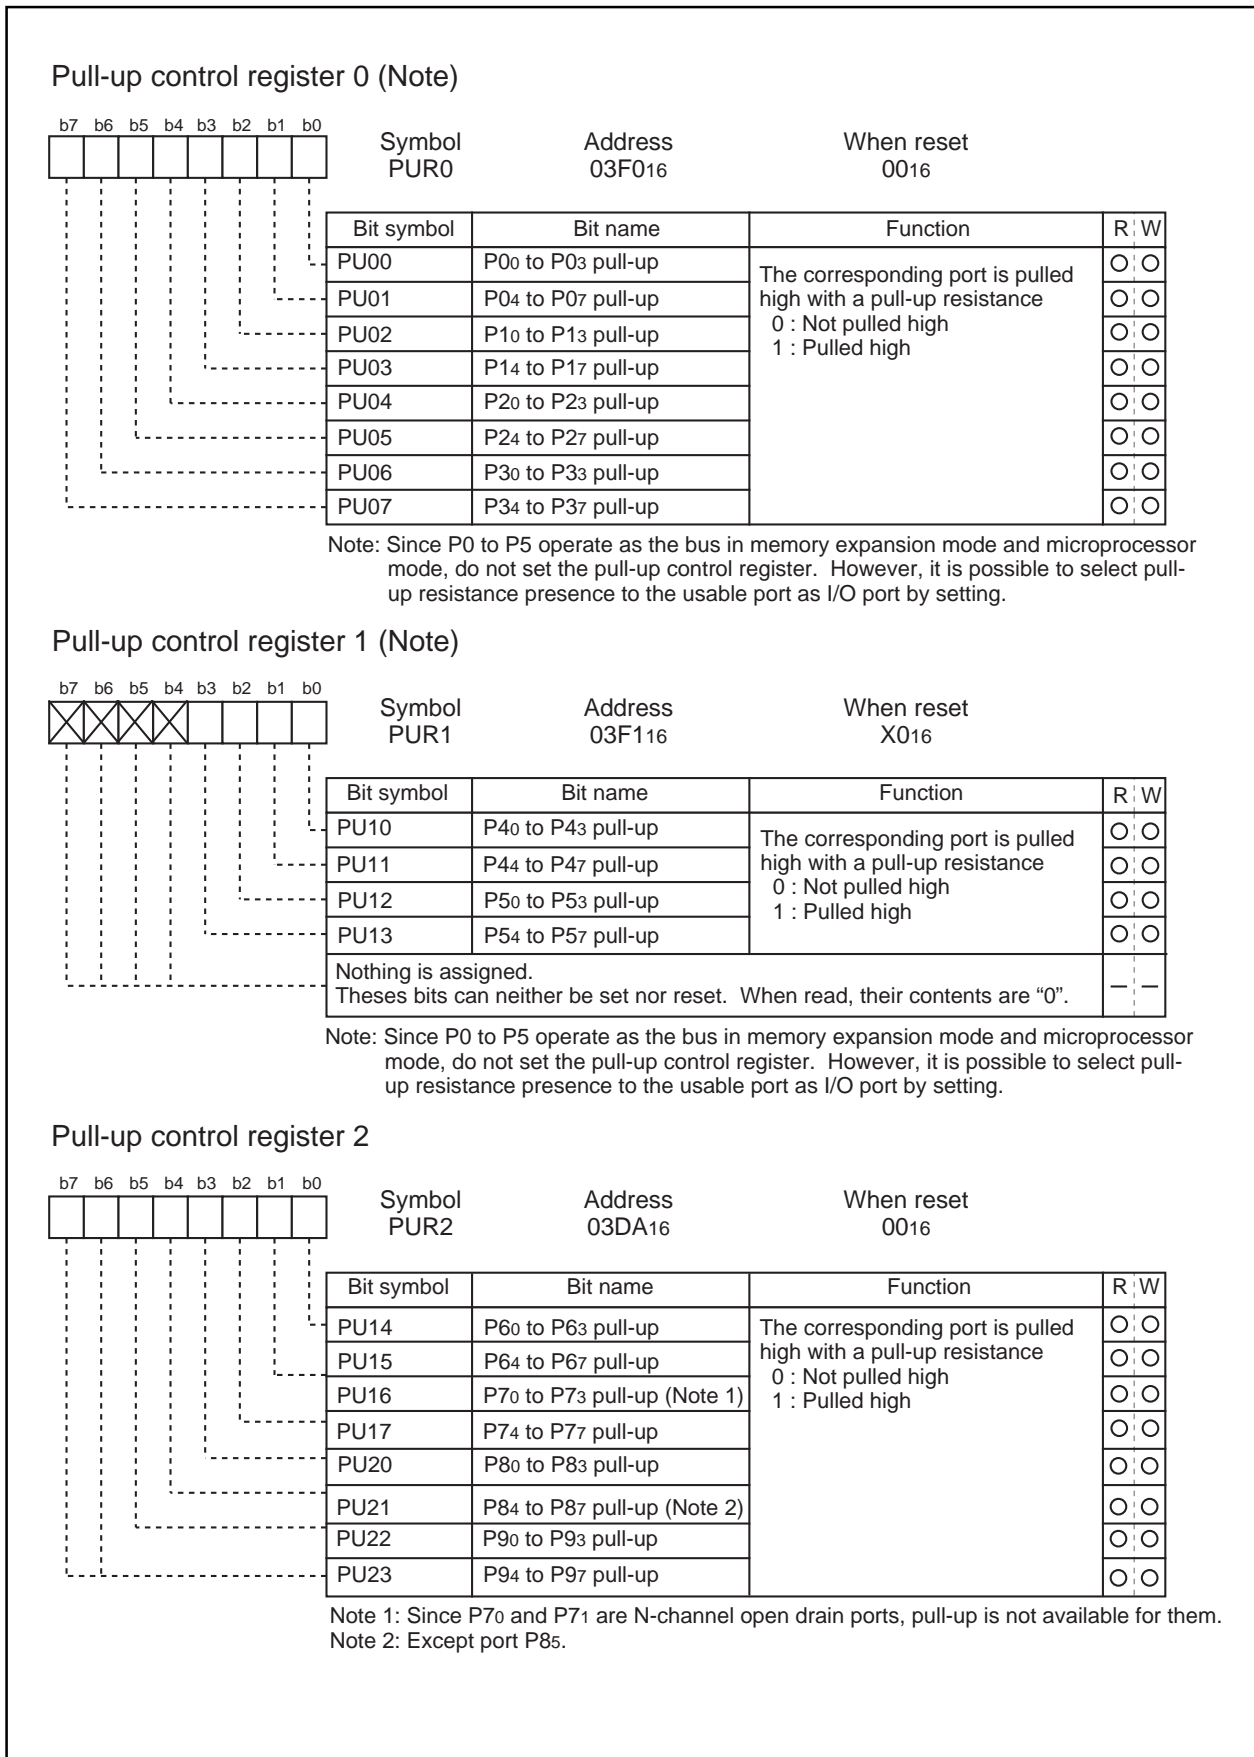 Pull-up control register 0 (Note)
b7 b6 b5 b4 b3 b2 b1 b0
Symbol Address When reset
PUR0 03F016 0016
Bit symbol Bit name Function R W
PU00 P00 to P03 pull-up The corresponding port is pulled
PU01 P04 to P07 pull-up high with a pull-up resistance
PU02 P10 to P13 pull-up 0 : Not pulled high
PU03 P14 to P17 pull-up 1 : Pulled high
PU04 P20 to P23 pull-up
PU05 P24 to P27 pull-up
PU06 P30 to P33 pull-up
PU07 P34 to P37 pull-up
Note: Since P0 to P5 operate as the bus in memory expansion mode and microprocessor
mode, do not set the pull-up control register. However, it is possible to select pull-
up resistance presence to the usable port as I/O port by setting.
Pull-up control register 1 (Note)
b7 b6 b5 b4 b3 b2 b1 b0
Symbol Address When reset
PUR1 03F116 X016
Bit symbol Bit name Function R W
PU10 P40 to P43 pull-up The corresponding port is pulled
PU11 P44 to P47 pull-up high with a pull-up resistance
PU12 P50 to P53 pull-up 0 : Not pulled high
PU13 P54 to P57 pull-up 1 : Pulled high
Nothing is assigned.
Theses bits can neither be set nor reset. When read, their contents are “0”. — —
Note: Since P0 to P5 operate as the bus in memory expansion mode and microprocessor
mode, do not set the pull-up control register. However, it is possible to select pull-
up resistance presence to the usable port as I/O port by setting.
Pull-up control register 2
b7 b6 b5 b4 b3 b2 b1 b0
Symbol Address When reset
PUR2 03DA16 0016
Bit symbol Bit name Function R W
PU14 P60 to P63 pull-up The corresponding port is pulled
PU15 P64 to P67 pull-up high with a pull-up resistance
PU16 P70 to P73 pull-up (Note 1) 0 : Not pulled high
PU17 P74 to P77 pull-up 1 : Pulled high
PU20 P80 to P83 pull-up
PU21 P84 to P87 pull-up (Note 2)
PU22 P90 to P93 pull-up
PU23 P94 to P97 pull-up
Note 1: Since P70 and P71 are N-channel open drain ports, pull-up is not available for them.
Note 2: Except port P85.